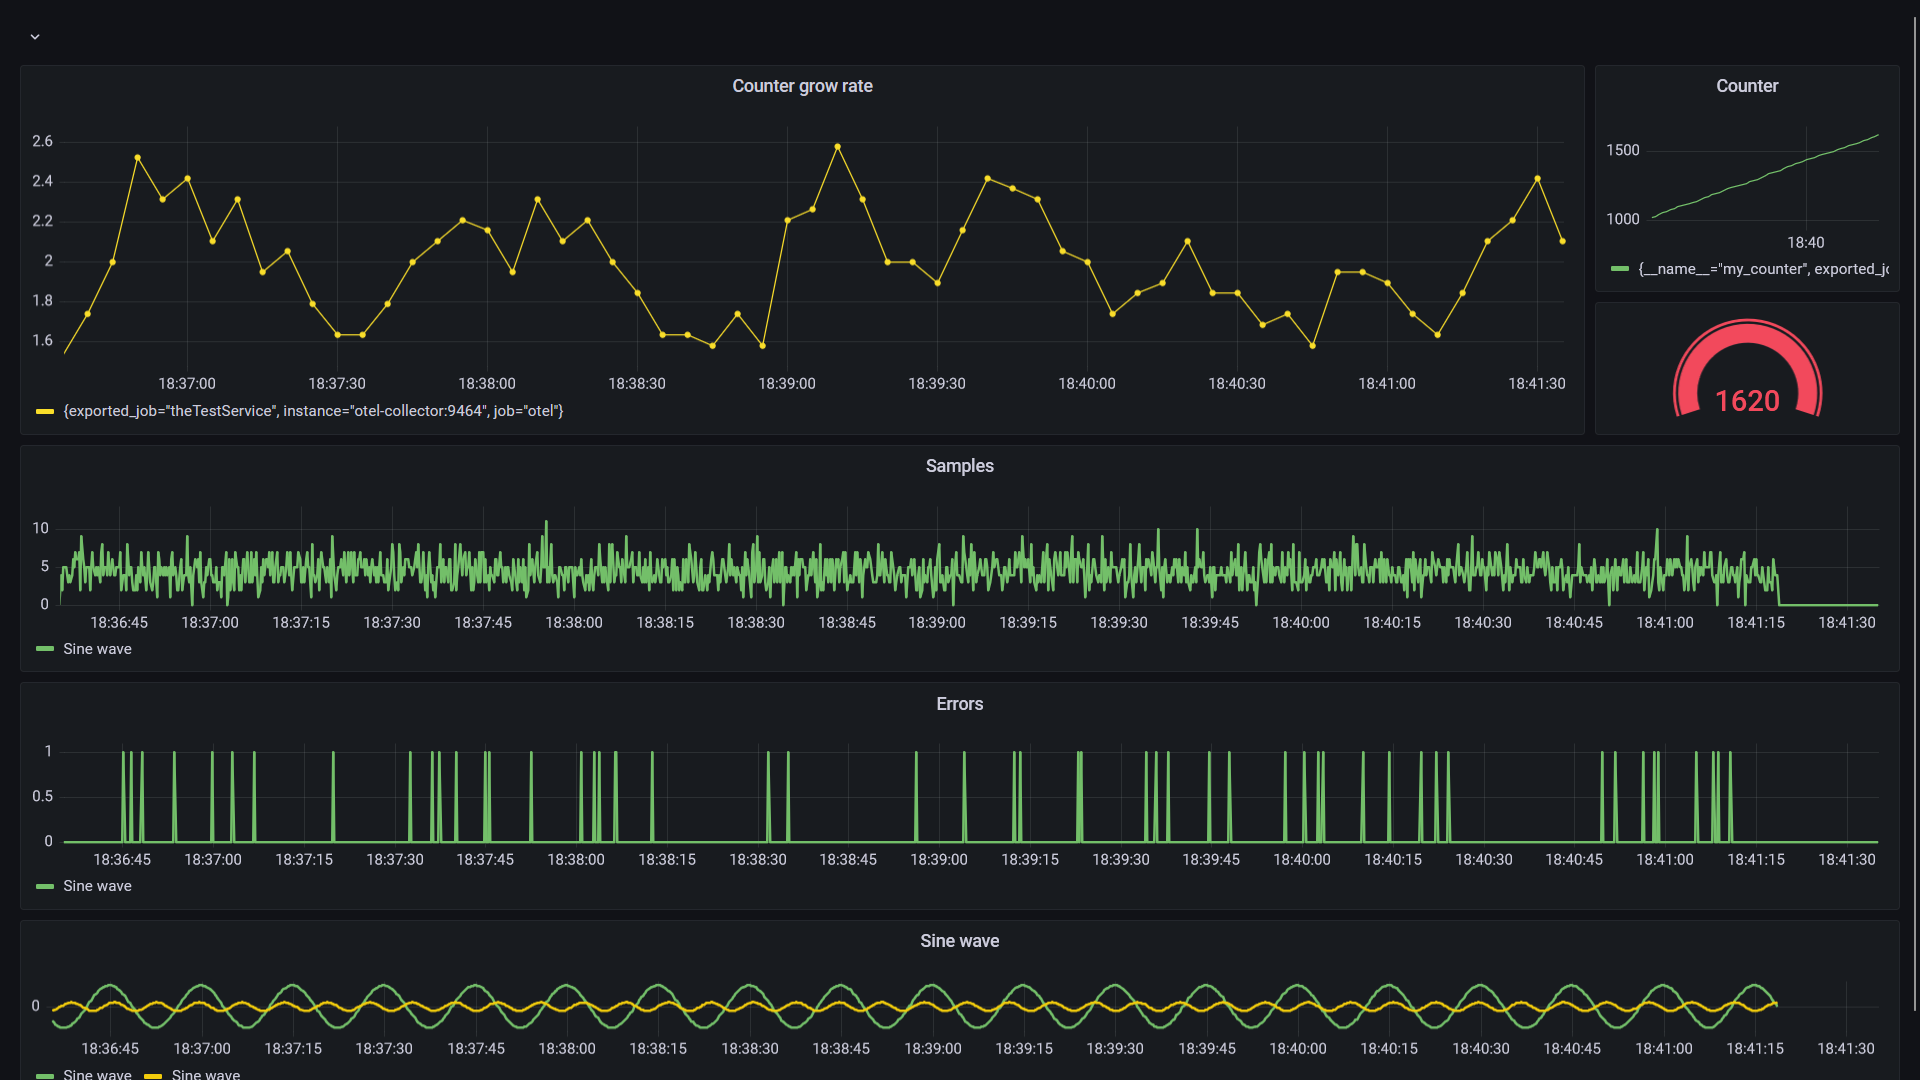 Counter grow rate
2.6
2.4
2.2
2
1.8
1.6
18:37:00 18:37:30 18:38:00 18:38:30 18:39:00 18:39:30 18:40:00 18:40:30 18:41:00 18:41:30
{exported_job="theTestService", instance="otel-collector:9464", job="otel"}
Counter
1500
1000
18:40
{__name__="my_counter", exported_jo
1620
Samples
10
5
0
18:36:45 18:37:00 18:37:15 18:37:30 18:37:45 18:38:00 18:38:15 18:38:30 18:38:45 18:39:00 18:39:15 18:39:30 18:39:45 18:40:00 18:40:15 18:40:30 18:40:45 18:41:00 18:41:15 18:41:30
Sine wave
Errors
1
0.5
0
18:36:45 18:37:00 18:37:15 18:37:30 18:37:45 18:38:00 18:38:15 18:38:30 18:38:45 18:39:00 18:39:15 18:39:30 18:39:45 18:40:00 18:40:15 18:40:30 18:40:45 18:41:00 18:41:15 18:41:30
Sine wave
Sine wave
0
18:36:45 18:37:00 18:37:15 18:37:30 18:37:45 18:38:00 18:38:15 18:38:30 18:38:45 18:39:00 18:39:15 18:39:30 18:39:45 18:40:00 18:40:15 18:40:30 18:40:45 18:41:00 18:41:15 18:41:30
Sine wave Sine wave